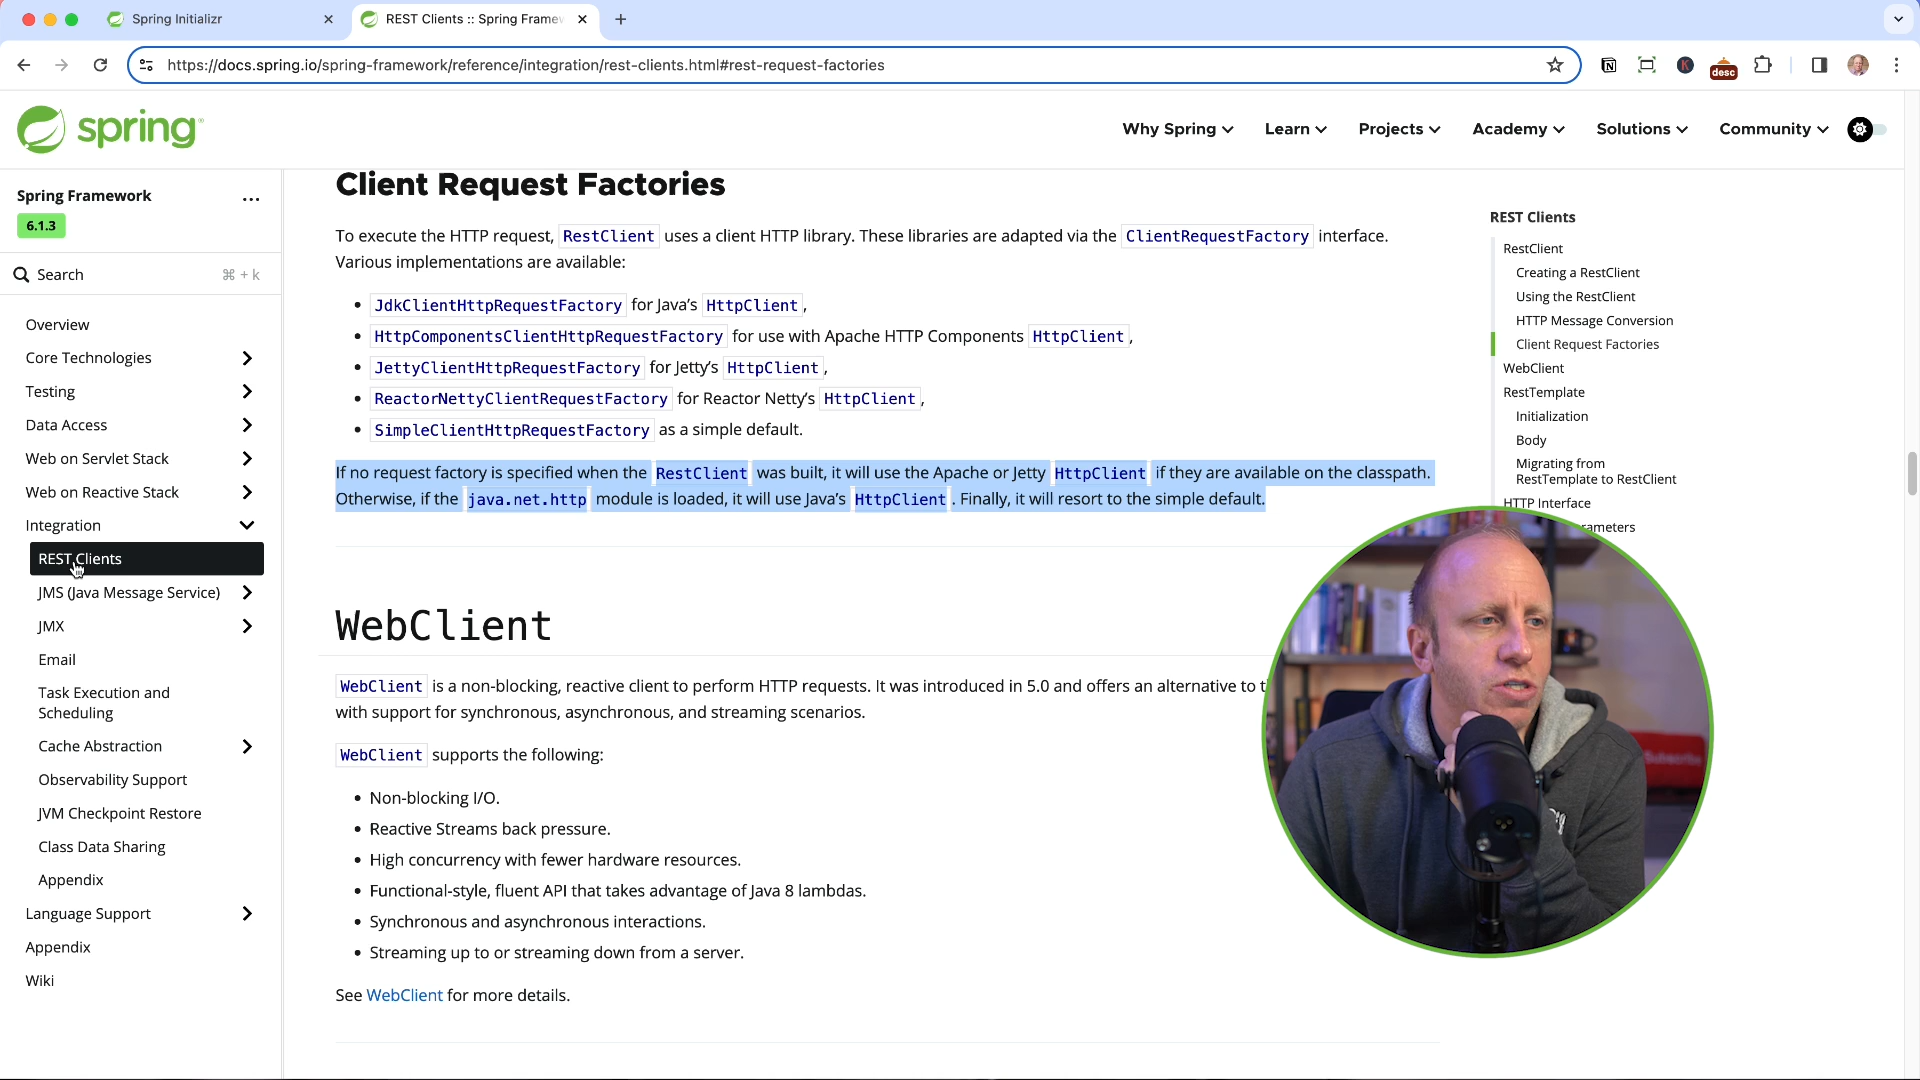 Spring Initializr
REST Clients :: Spring Framew
https://docs.spring.io/spring-framework/reference/integration/rest-clients.html#rest-request-factories
K
desc
spring
Why Spring
Learn
Projects
Academy
Solutions
Community
Spring Framework
...
6.1.3
Search
⌘ + k
Overview
Core Technologies
Testing
Data Access
Web on Servlet Stack
Web on Reactive Stack
Integration
REST Clients
JMS (Java Message Service)
JMX
Email
Task Execution and
Scheduling
Cache Abstraction
Observability Support
JVM Checkpoint Restore
Class Data Sharing
Appendix
Language Support
Appendix
Wiki
Client Request Factories
To execute the HTTP request, RestClient uses a client HTTP library. These libraries are adapted via the ClientRequestFactory interface.
Various implementations are available:
• JdkClientHttpRequestFactory for Java’s HttpClient,
• HttpComponentsClientHttpRequestFactory for use with Apache HTTP Components HttpClient,
• JettyClientHttpRequestFactory for Jetty’s HttpClient,
• ReactorNettyClientRequestFactory for Reactor Netty’s HttpClient,
• SimpleClientHttpRequestFactory as a simple default.
If no request factory is specified when the RestClient was built, it will use the Apache or Jetty HttpClient if they are available on the classpath.
Otherwise, if the java.net.http module is loaded, it will use Java’s HttpClient. Finally, it will resort to the simple default.
WebClient
WebClient is a non-blocking, reactive client to perform HTTP requests. It was introduced in 5.0 and offers an alternative to
with support for synchronous, asynchronous, and streaming scenarios.
WebClient supports the following:
• Non-blocking I/O.
• Reactive Streams back pressure.
• High concurrency with fewer hardware resources.
• Functional-style, fluent API that takes advantage of Java 8 lambdas.
• Synchronous and asynchronous interactions.
• Streaming up to or streaming down from a server.
See WebClient for more details.
REST Clients
RestClient
Creating a RestClient
Using the RestClient
HTTP Message Conversion
Client Request Factories
WebClient
RestTemplate
Initialization
Body
Migrating from
RestTemplate to RestClient
HTTP Interface
rameters